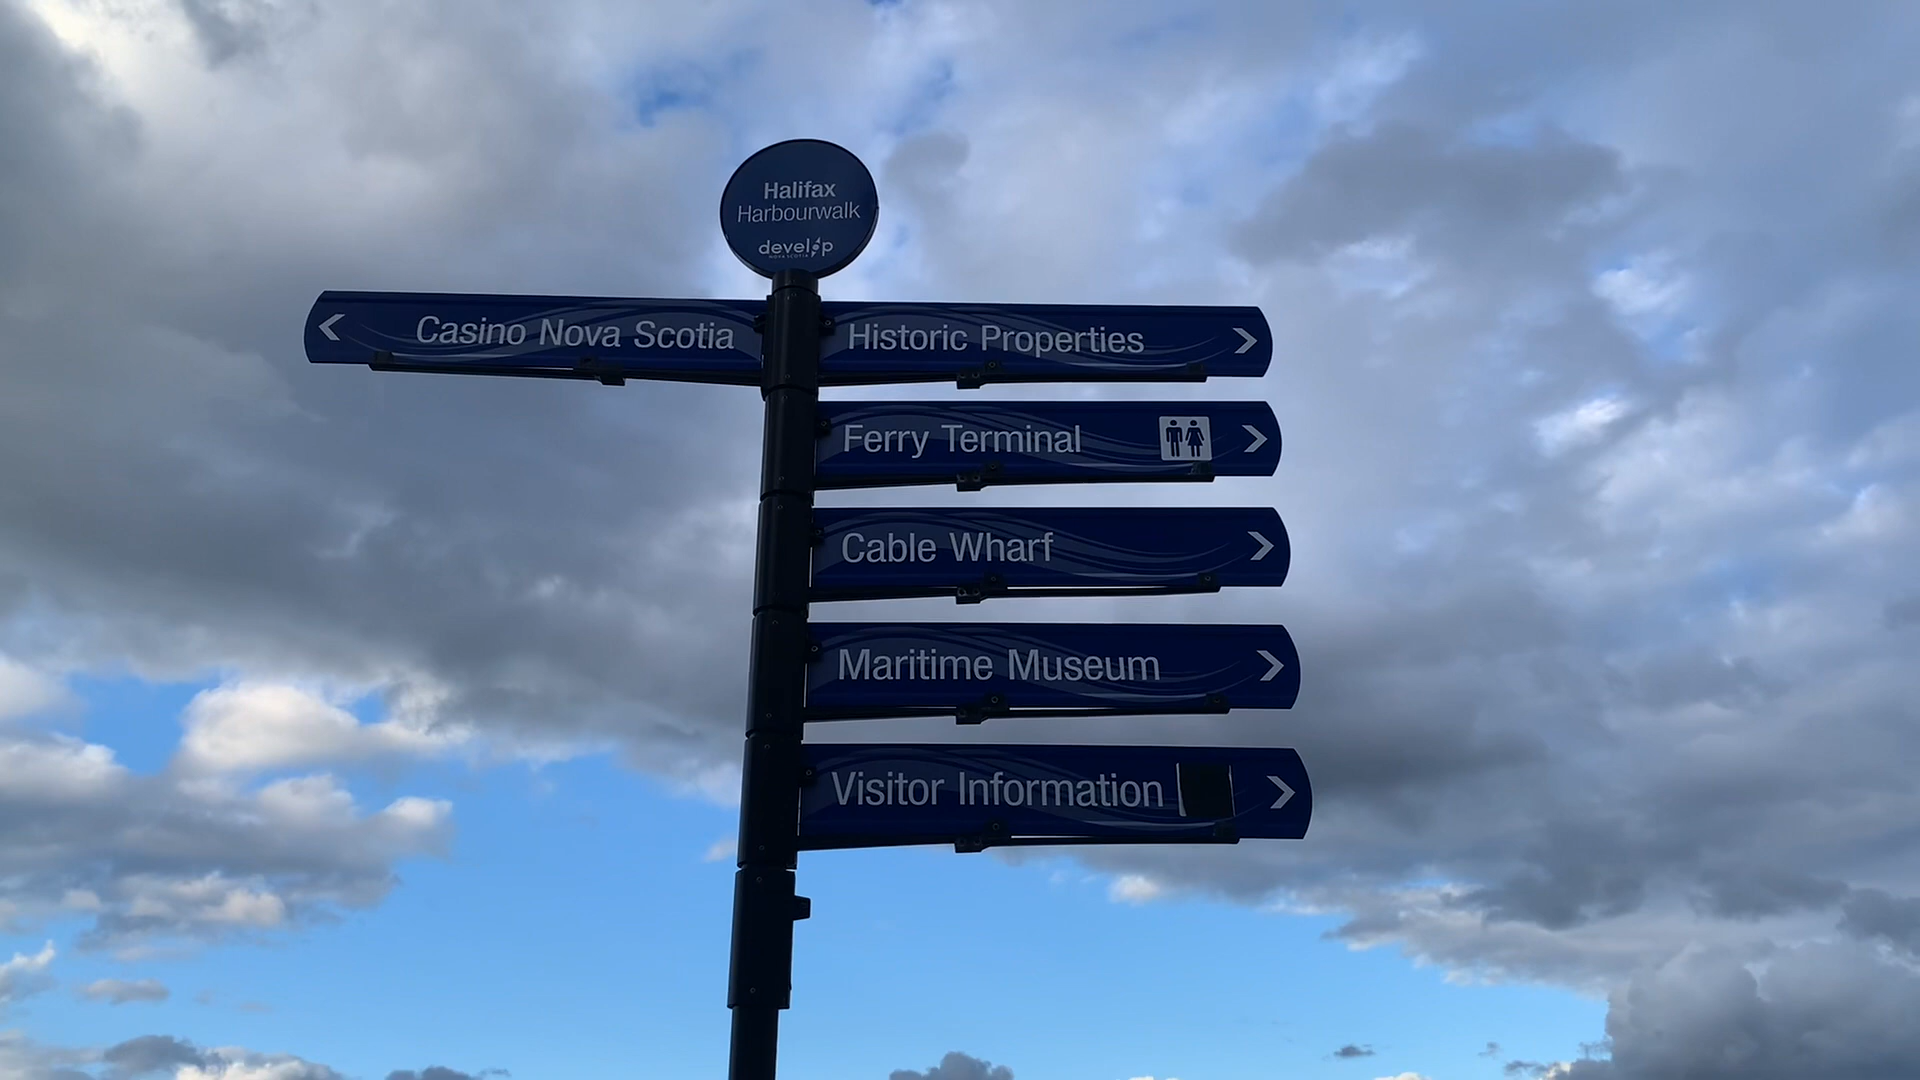 Halifax
Harbourwalk
develop
NOVA SCOTIA
< Casino Nova Scotia
Historic Properties >
Ferry Terminal >
Cable Wharf >
Maritime Museum >
Visitor Information >